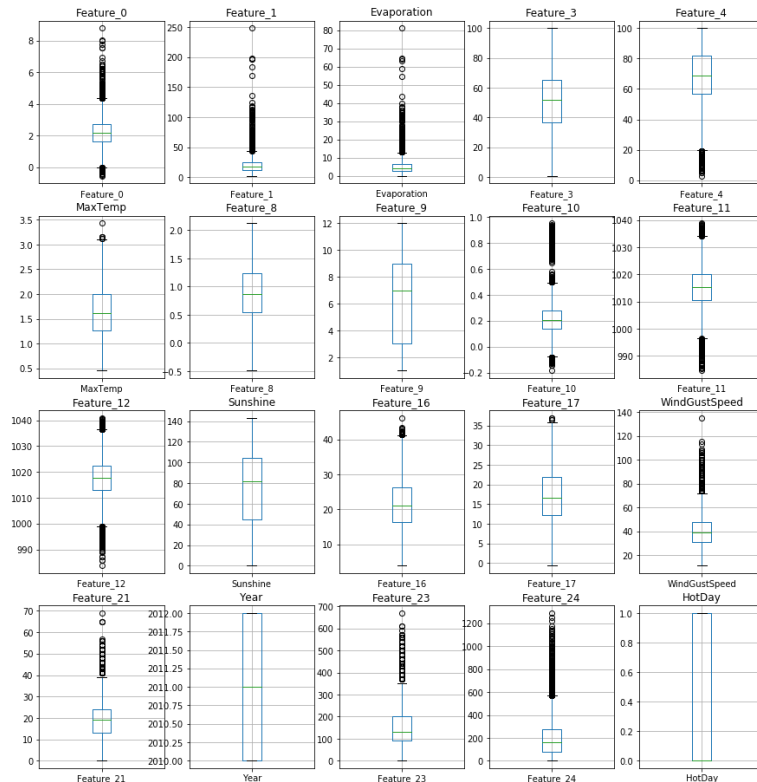 Feature_0 Feature_1 Evaporation Feature_3 Feature_4
8 6 4 2 0
250 200 150 100 50 0
80 70 60 50 40 30 20 10 0
100 80 60 40 20 0
100 80 60 40 20 0
Feature_0 Feature_1 Evaporation Feature_3 Feature_4
MaxTemp Feature_8 Feature_9 Feature_10 Feature_11
3.5 3.0 2.5 2.0 1.5 1.0 0.5
2.0 1.5 1.0 0.5 0.0 −0.5
12 10 8 6 4 2
1.0 0.8 0.6 0.4 0.2 0.0 −0.2
1040 1030 1020 1010 1000 990
MaxTemp Feature_8 Feature_9 Feature_10 Feature_11
Feature_12 Sunshine Feature_16 Feature_17 WindGustSpeed
1040 1030 1020 1010 1000 990
140 120 100 80 60 40 20 0
40 30 20 10
35 30 25 20 15 10 5 0
140 120 100 80 60 40 20
Feature_12 Sunshine Feature_16 Feature_17 WindGustSpeed
Feature_21 Year Feature_23 Feature_24 HotDay
70 60 50 40 30 20 10 0
2012.00 2011.75 2011.50 2011.25 2011.00 2010.75 2010.50 2010.25 2010.00
700 600 500 400 300 200 100 0
1200 1000 800 600 400 200 0
1.0 0.8 0.6 0.4 0.2 0.0
Feature_21 Year Feature_23 Feature_24 HotDay